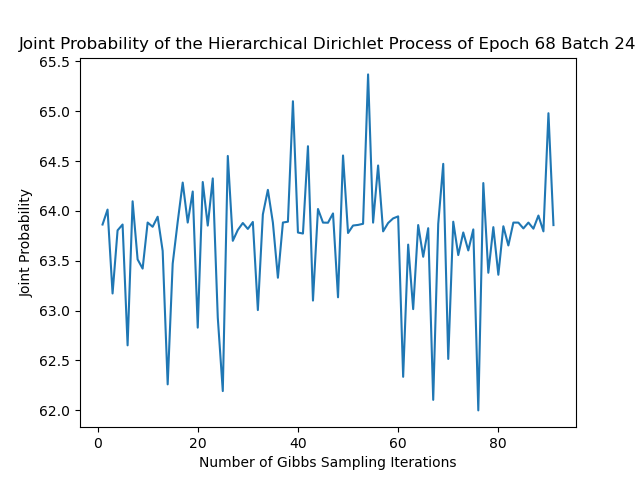 Joint Probability of the Hierarchical Dirichlet Process of Epoch 68 Batch 24
65.5
65.0
64.5
64.0
63.5
63.0
62.5
62.0
Joint Probability
0 20 40 60 80
Number of Gibbs Sampling Iterations